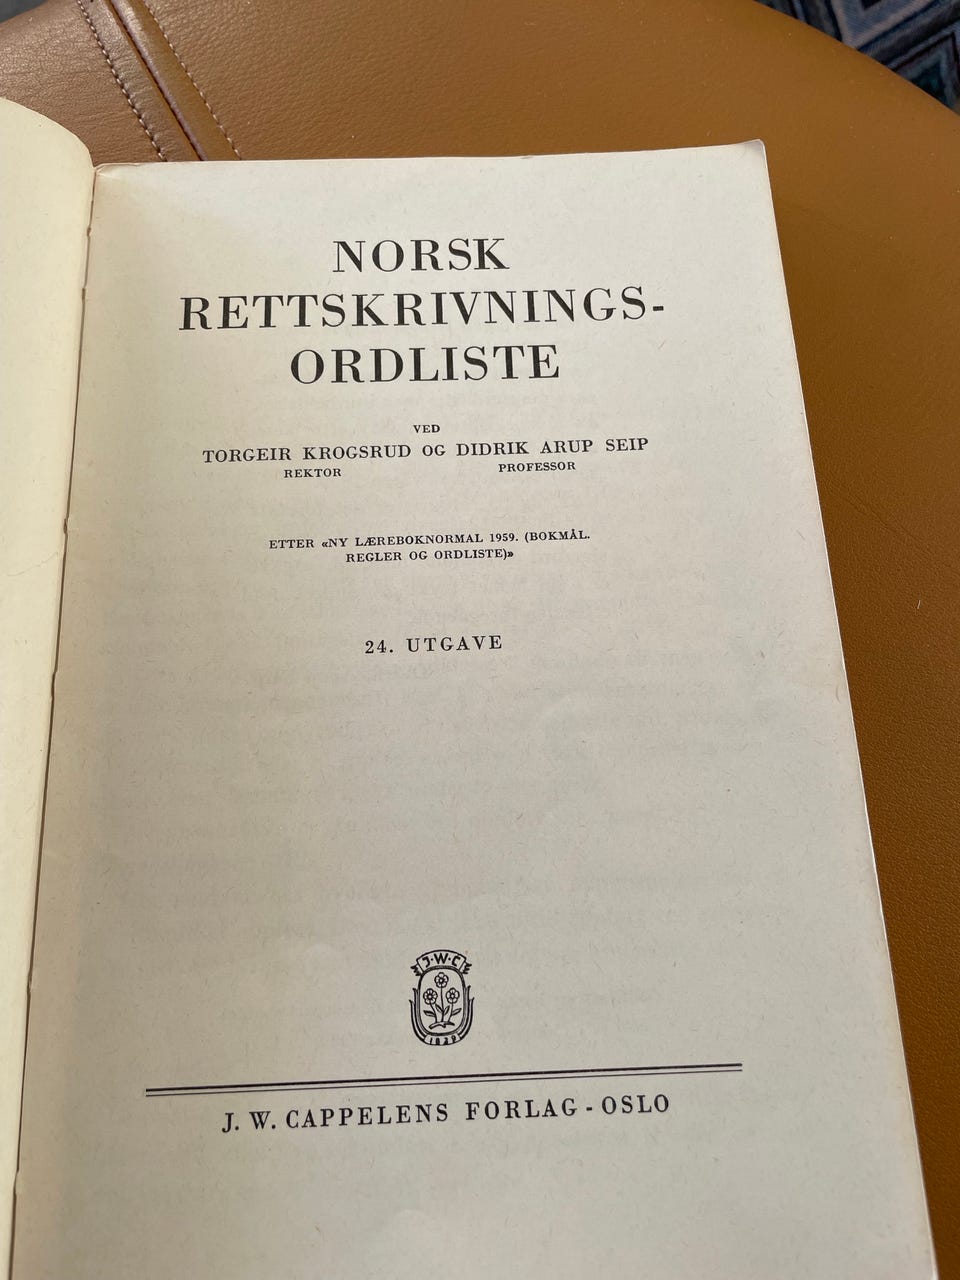 NORSK
RETTSKRIVNINGS-
ORDLISTE
VED
TORGEIR KROGSRUD OG DIDRIK ARUP SEIP
REKTOR PROFESSOR
ETTER «NY LÆREBOKNORMAL 1959. (BOKMÅL.
REGLER OG ORDLISTE)»
24. UTGAVE
J·W·C
1829
J. W. CAPPELENS FORLAG - OSLO